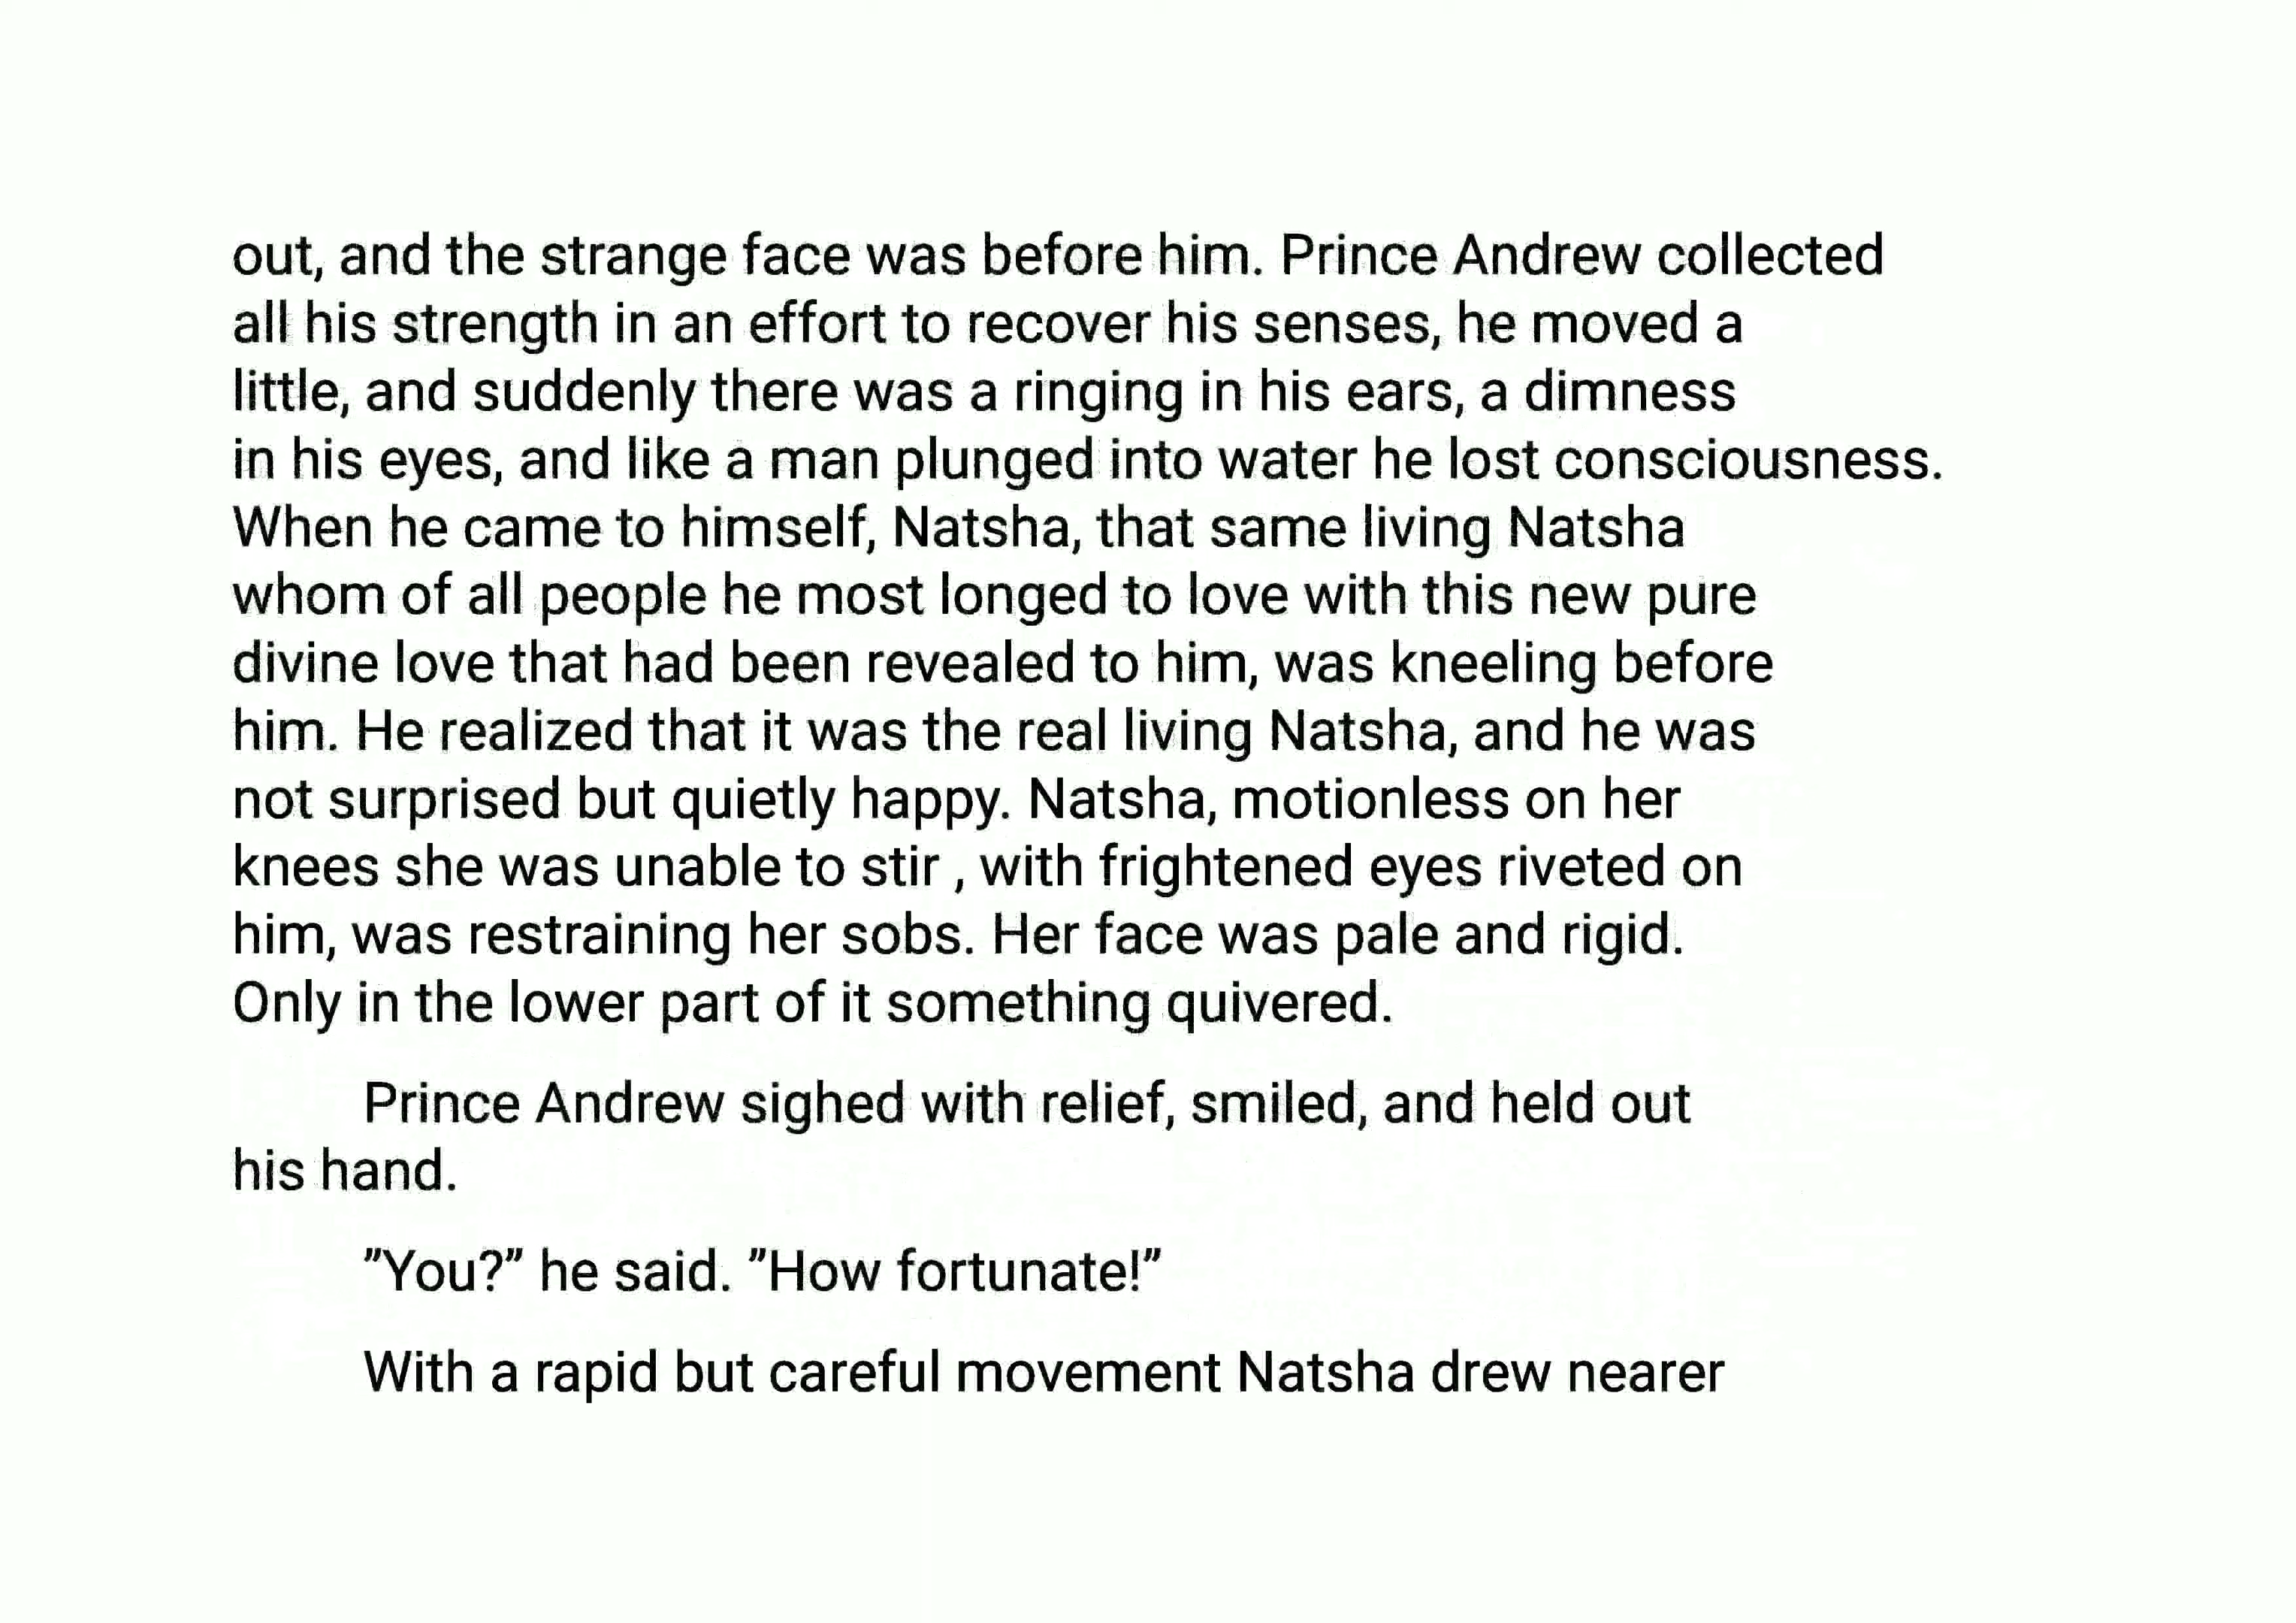 out, and the strange face was before him. Prince Andrew collected
all his strength in an effort to recover his senses, he moved a
little, and suddenly there was a ringing in his ears, a dimness
in his eyes, and like a man plunged into water he lost consciousness.
When he came to himself, Natsha, that same living Natsha
whom of all people he most longed to love with this new pure
divine love that had been revealed to him, was kneeling before
him. He realized that it was the real living Natsha, and he was
not surprised but quietly happy. Natsha, motionless on her
knees she was unable to stir , with frightened eyes riveted on
him, was restraining her sobs. Her face was pale and rigid.
Only in the lower part of it something quivered.
Prince Andrew sighed with relief, smiled, and held out
his hand.
”You?” he said. ”How fortunate!”
With a rapid but careful movement Natsha drew nearer